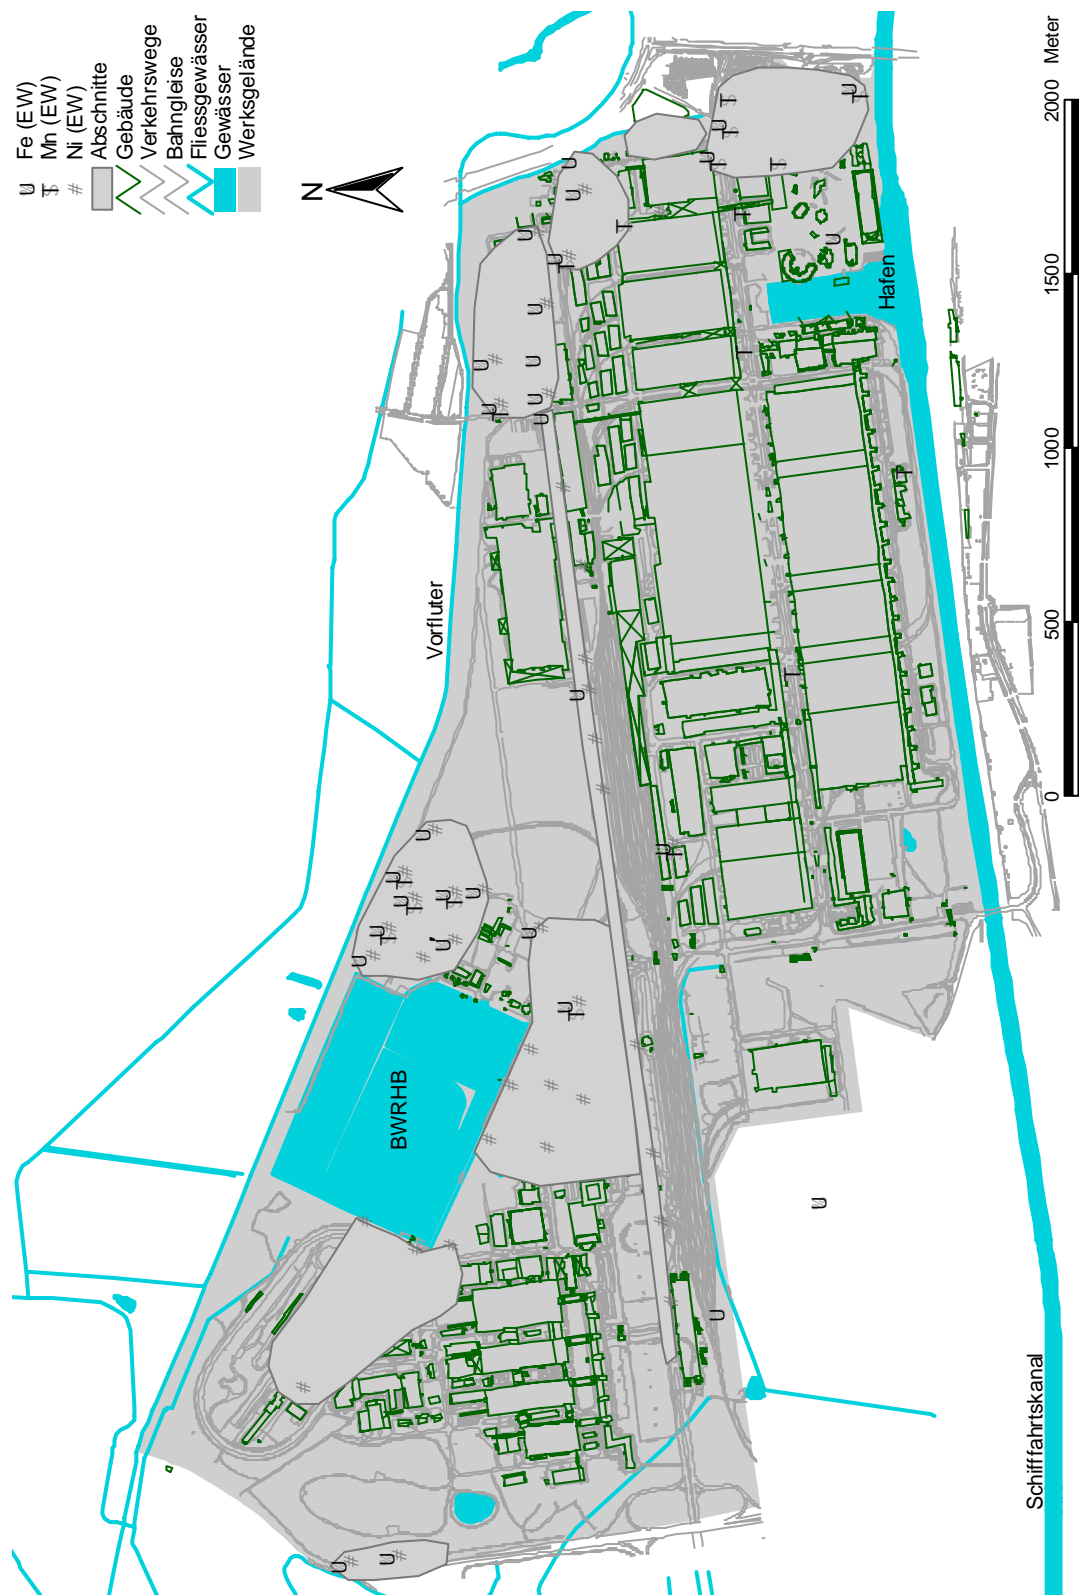 Fe (EW)
Mn (EW)
Ni (EW)
Abschnitte
Gebäude
Verkehrswege
Bahngleise
Fliessgewässer
Gewässer
Werksgelände
N
Vorfluter
BWRHB
Hafen
Schifffahrtskanal
0 500 1000 1500 2000 Meter